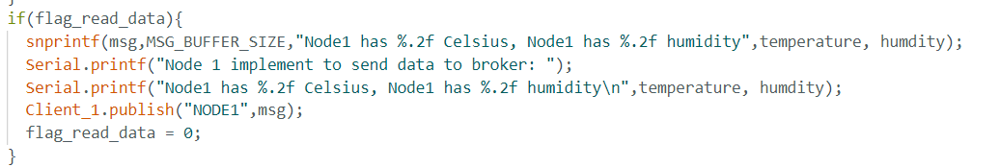 if(flag_read_data){
snprintf(msg,MSG_BUFFER_SIZE,"Node1 has %.2f Celsius, Node1 has %.2f humidity",temperature, humdity);
Serial.printf("Node 1 implement to send data to broker: ");
Serial.printf("Node1 has %.2f Celsius, Node1 has %.2f humidity\n",temperature, humdity);
Client_1.publish("NODE1",msg);
flag_read_data = 0;
}